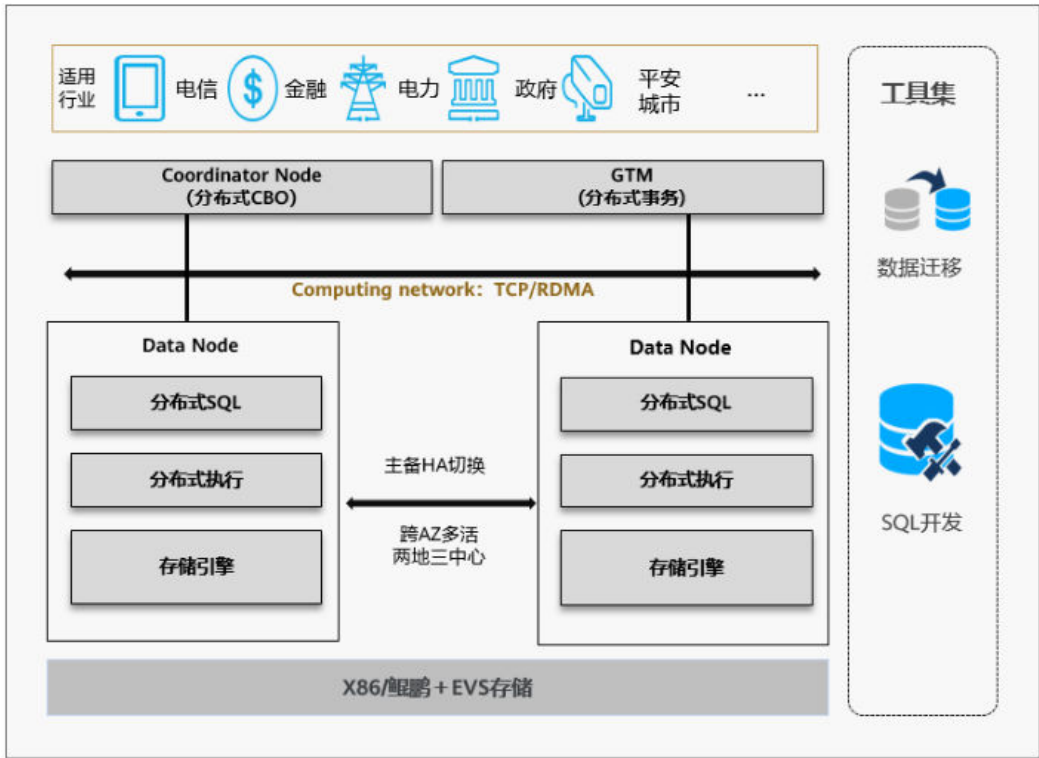 适用
行业
电信
金融
电力
政府
平安
城市
...
工具集
Coordinator Node
(分布式CBO)
GTM
(分布式事务)
数据迁移
Computing network：TCP/RDMA
Data Node
分布式SQL
分布式执行
存储引擎
主备HA切换
跨AZ多活
两地三中心
Data Node
分布式SQL
分布式执行
存储引擎
SQL开发
X86/鲲鹏＋EVS存储